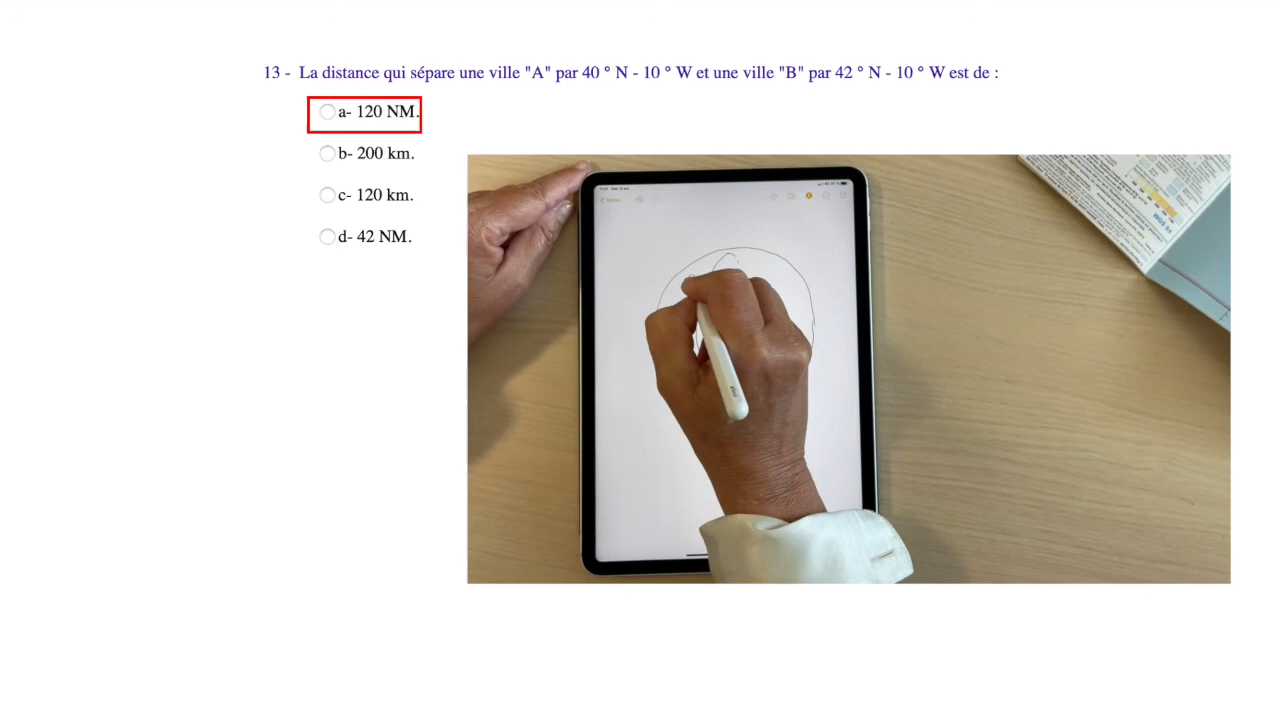 13 - La distance qui sépare une ville "A" par 40 ° N - 10 ° W et une ville "B" par 42 ° N - 10 ° W est de :
a- 120 NM.
b- 200 km.
c- 120 km.
d- 42 NM.